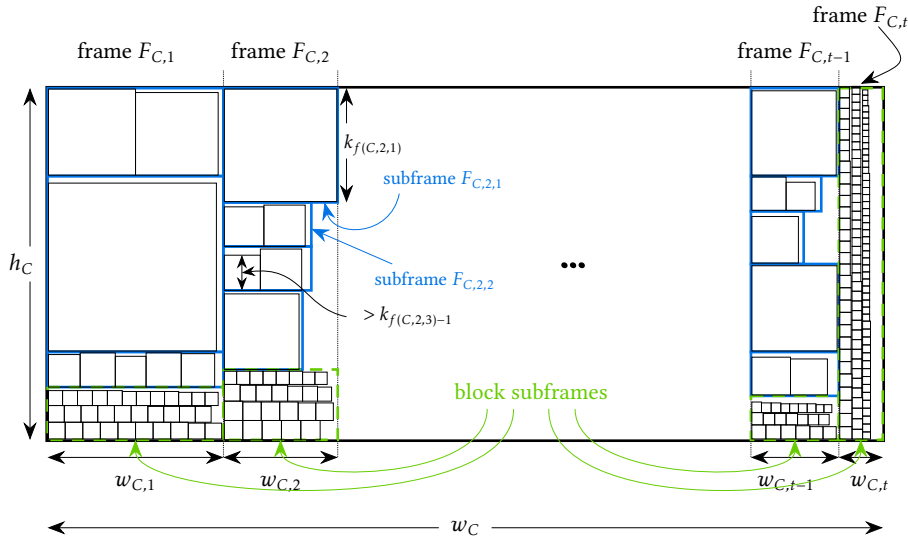 frame F_{C,t}
frame F_{C,1}
frame F_{C,2}
frame F_{C,t−1}
k_{f(C,2,1)}
subframe F_{C,2,1}
h_C
subframe F_{C,2,2}
> k_{f(C,2,3)−1}
•••
block subframes
w_{C,1}
w_{C,2}
w_{C,t−1}
w_{C,t}
w_C